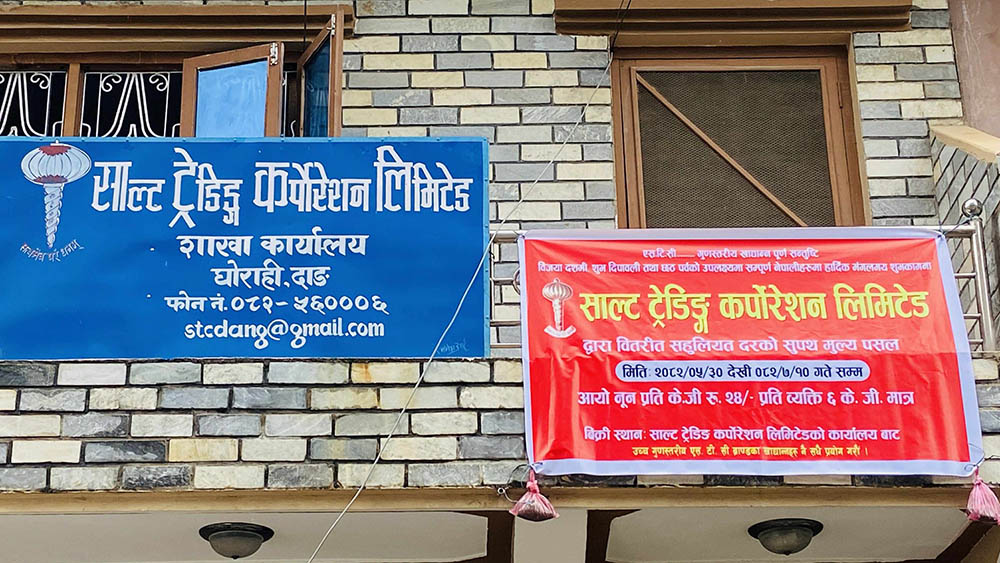 साल्ट ट्रेडिङ्ग कर्पोरेशन लिमिटेड
शाखा कार्यालय
घोराही, दाङ
फोन नं. ०८२-५६०००६
stcdang@gmail.com
एस.टि.सी........ गुणस्तरीय खाद्यान्न पूर्ण सन्तुष्टि
विजया दशमी, शुभ दिपावली तथा छठ पर्वको उपलक्ष्यमा सम्पूर्ण नेपालीहरूमा हार्दिक मंगलमय शुभकामना
साल्ट ट्रेडिङ्ग कर्पोरेशन लिमिटेड
द्वारा वितरीत सहुलियत दरको सुपथ मुल्य पसल
मिति: २०८२/०५/३० देखी ०८२/७/१० गते सम्म
आयो नून प्रति के.जी रू. २४/- प्रति व्यक्ति ६ के. जी. मात्र
बिक्री स्थान: साल्ट ट्रेडिङ कर्पोरेशन लिमिटेडको कार्यालय बाट
उच्च गुणस्तरीय एस. टी. सी ब्राण्डका खाद्यान्नहरु नै सधै प्रयोग गरौं ।